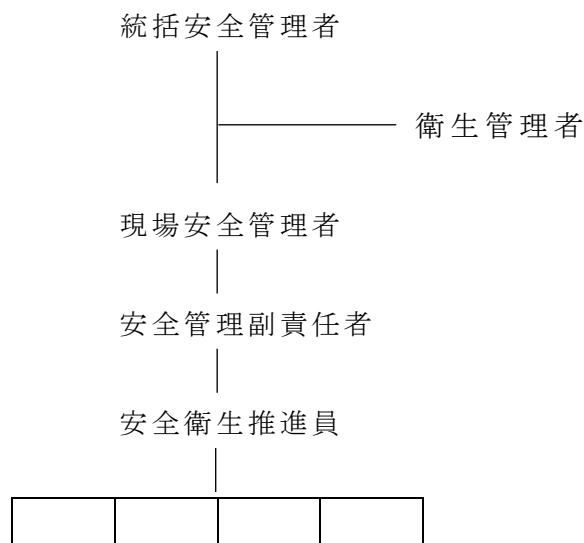 統括安全管理者
衛生管理者
現場安全管理者
安全管理副責任者
安全衛生推進員